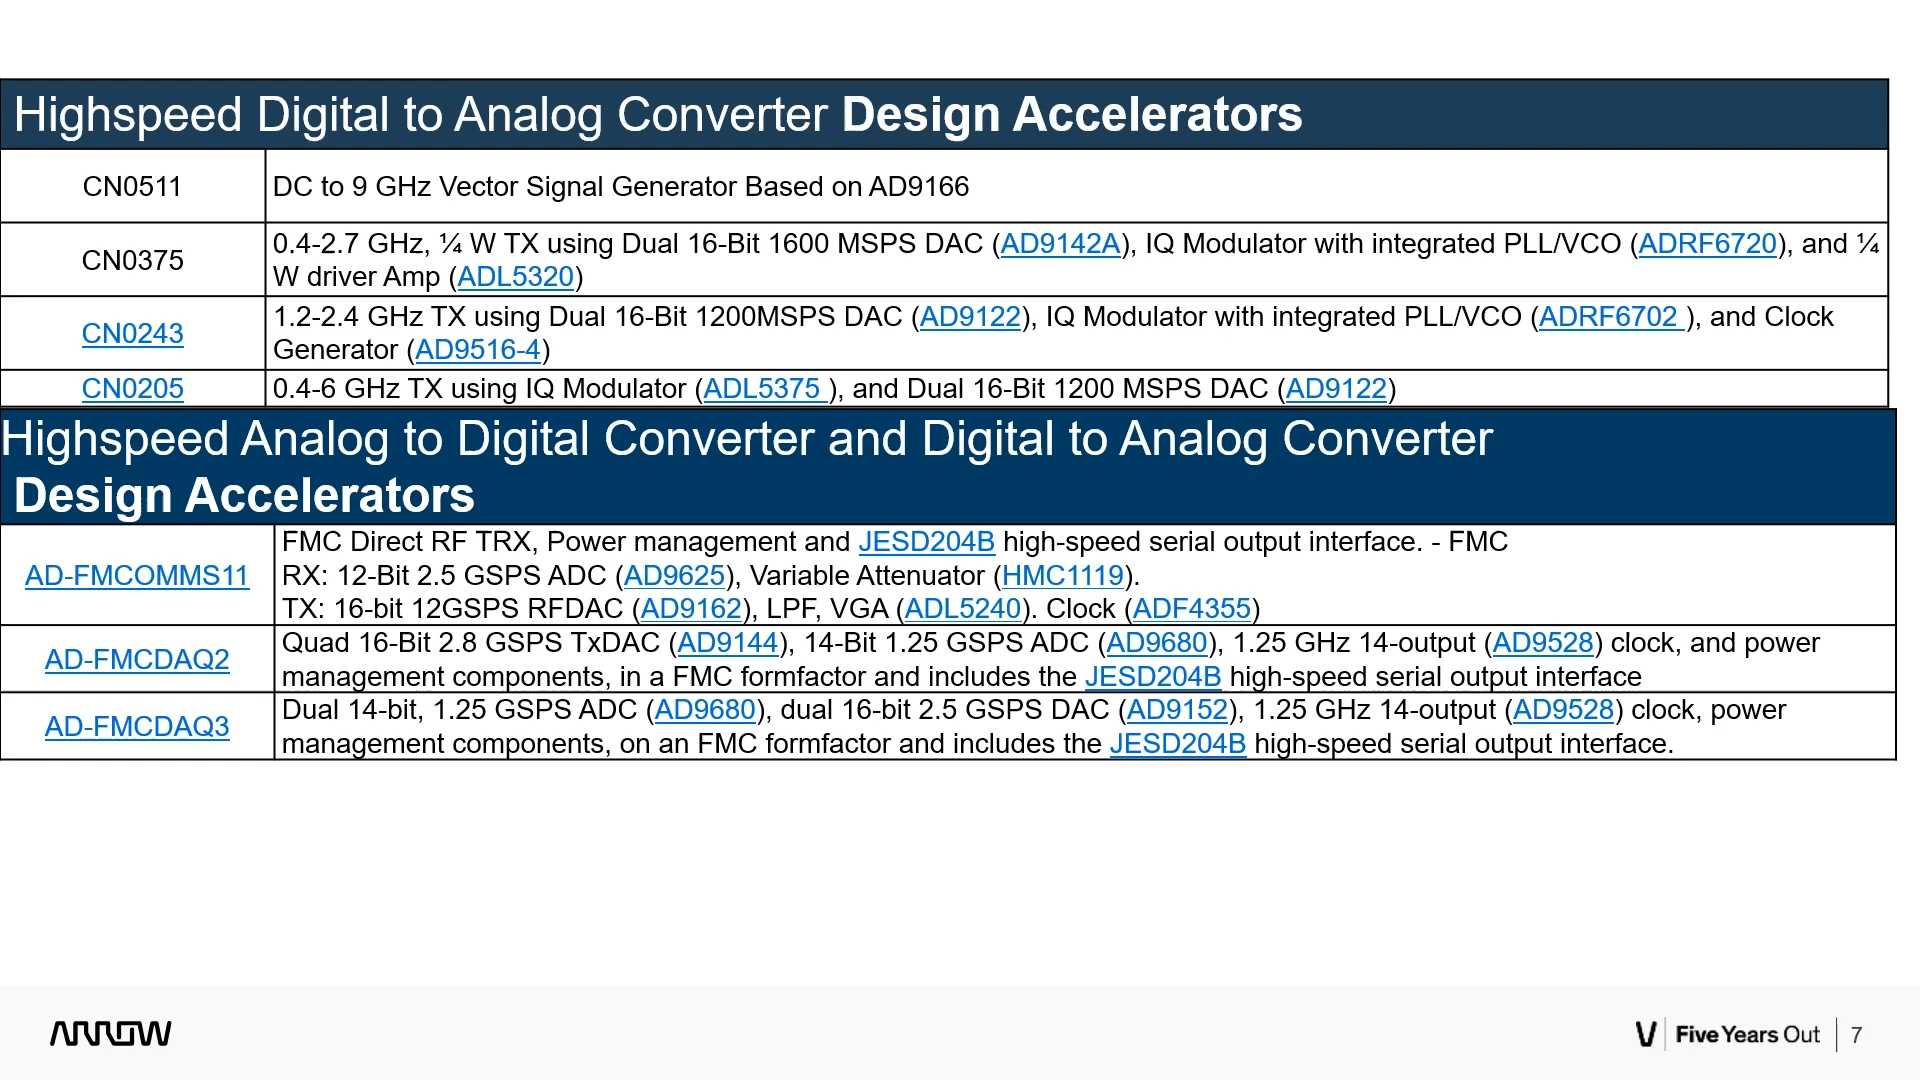 Highspeed Digital to Analog Converter Design Accelerators
CN0511
DC to 9 GHz Vector Signal Generator Based on AD9166
CN0375
0.4-2.7 GHz, ¼ W TX using Dual 16-Bit 1600 MSPS DAC (AD9142A), IQ Modulator with integrated PLL/VCO (ADRF6720), and ¼
W driver Amp (ADL5320)
CN0243
1.2-2.4 GHz TX using Dual 16-Bit 1200MSPS DAC (AD9122), IQ Modulator with integrated PLL/VCO (ADRF6702 ), and Clock
Generator (AD9516-4)
CN0205
0.4-6 GHz TX using IQ Modulator (ADL5375 ), and Dual 16-Bit 1200 MSPS DAC (AD9122)
Highspeed Analog to Digital Converter and Digital to Analog Converter
Design Accelerators
AD-FMCOMMS11
FMC Direct RF TRX, Power management and JESD204B high-speed serial output interface. - FMC
RX: 12-Bit 2.5 GSPS ADC (AD9625), Variable Attenuator (HMC1119).
TX: 16-bit 12GSPS RFDAC (AD9162), LPF, VGA (ADL5240). Clock (ADF4355)
AD-FMCDAQ2
Quad 16-Bit 2.8 GSPS TxDAC (AD9144), 14-Bit 1.25 GSPS ADC (AD9680), 1.25 GHz 14-output (AD9528) clock, and power
management components, in a FMC formfactor and includes the JESD204B high-speed serial output interface
AD-FMCDAQ3
Dual 14-bit, 1.25 GSPS ADC (AD9680), dual 16-bit 2.5 GSPS DAC (AD9152), 1.25 GHz 14-output (AD9528) clock, power
management components, on an FMC formfactor and includes the JESD204B high-speed serial output interface.
ARROW
Five Years Out
7